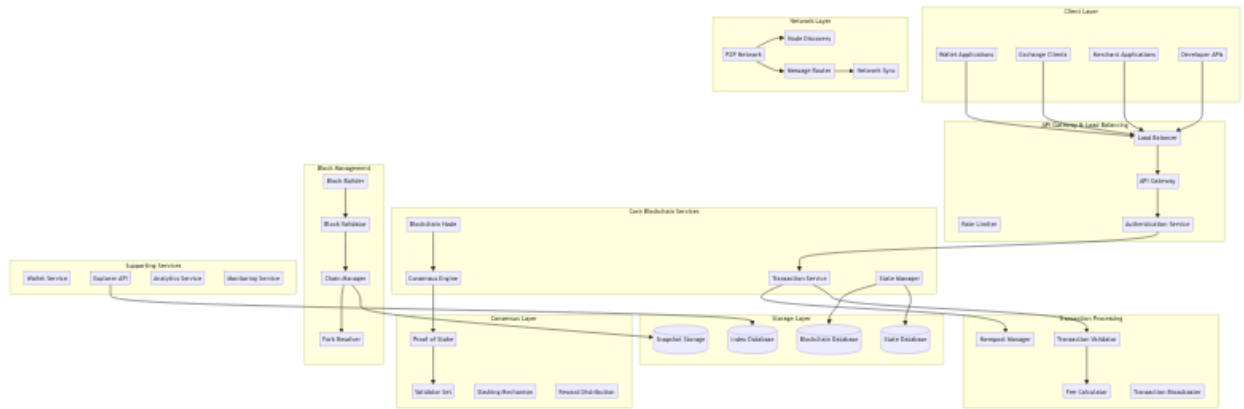 Network Layer
Node Discovery
P2P Network
Message Router
Network Sync
Client Layer
Wallet Applications
Exchange Clients
Merchant Applications
Developer APIs
API Gateway & Load Balancing
Load Balancer
API Gateway
Rate Limiter
Authentication Service
Block Management
Block Builder
Block Validator
Chain Manager
Fork Resolver
Core Blockchain Services
Blockchain Node
Consensus Engine
Transaction Service
State Manager
Supporting Services
Wallet Service
Explorer API
Analytics Service
Monitoring Service
Consensus Layer
Proof of Stake
Validator Set
Slashing Mechanism
Reward Distribution
Storage Layer
Snapshot Storage
Index Database
Blockchain Database
State Database
Transaction Processing
Mempool Manager
Transaction Validator
Fee Calculator
Transaction Broadcaster